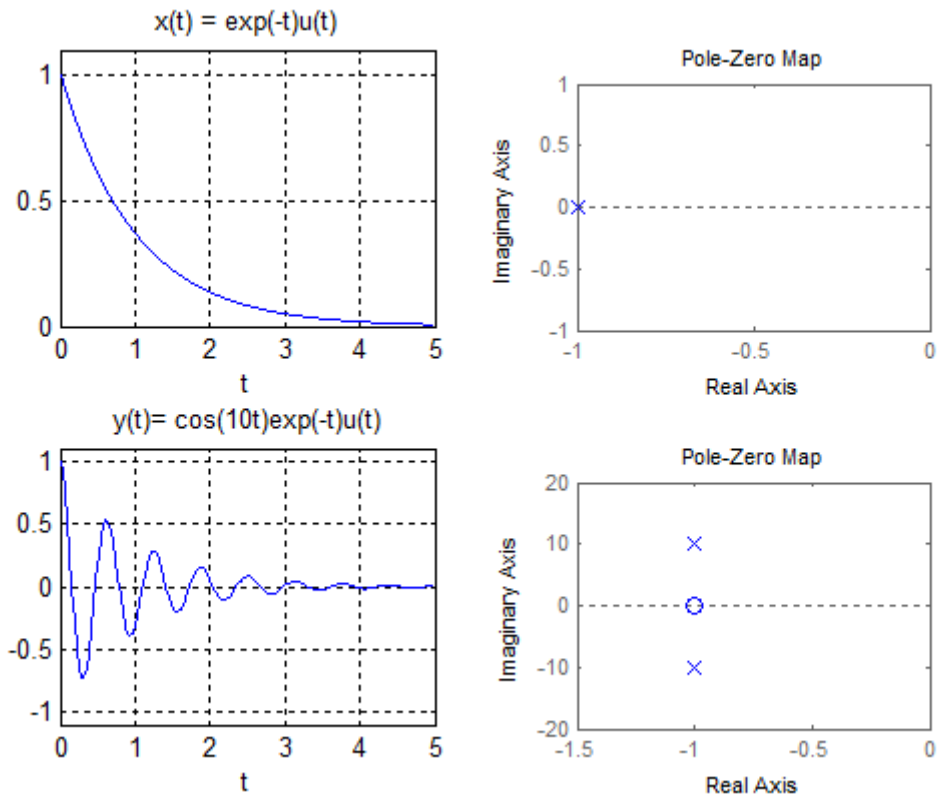 x(t) = exp(-t)u(t)
1
0.5
0
0 1 2 3 4 5
t
Pole-Zero Map
Imaginary Axis
1
0.5
0
-0.5
-1
-1 -0.5 0
Real Axis
y(t)= cos(10t)exp(-t)u(t)
1
0.5
0
-0.5
-1
0 1 2 3 4 5
t
Pole-Zero Map
Imaginary Axis
20
10
0
-10
-20
-1.5 -1 -0.5 0
Real Axis